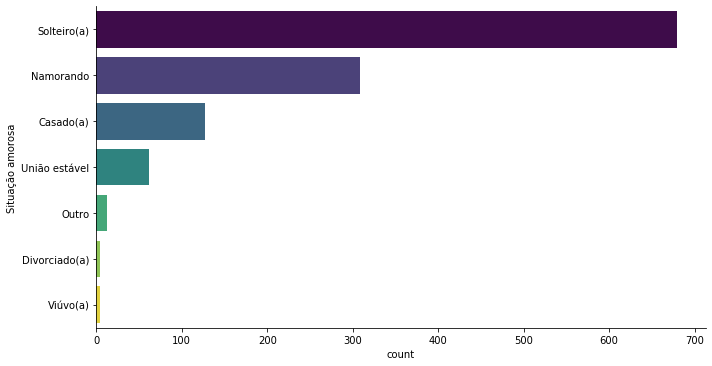 Situação amorosa
Solteiro(a)
Namorando
Casado(a)
União estável
Outro
Divorciado(a)
Viúvo(a)
0 100 200 300 400 500 600 700
count